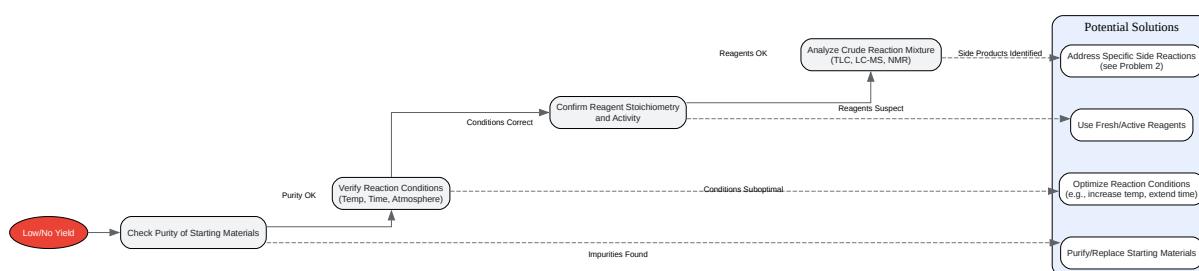 Potential Solutions
Reagents OK
Analyze Crude Reaction Mixture
(TLC, LC-MS, NMR)
Side Products Identified
Address Specific Side Reactions
(see Problem 2)
Confirm Reagent Stoichiometry
and Activity
Reagents Suspect
Conditions Correct
Use Fresh/Active Reagents
Purity OK
Verify Reaction Conditions
(Temp, Time, Atmosphere)
Conditions Suboptimal
Optimize Reaction Conditions
(e.g., increase temp, extend time)
Low/No Yield
Check Purity of Starting Materials
Impurities Found
Purify/Replace Starting Materials